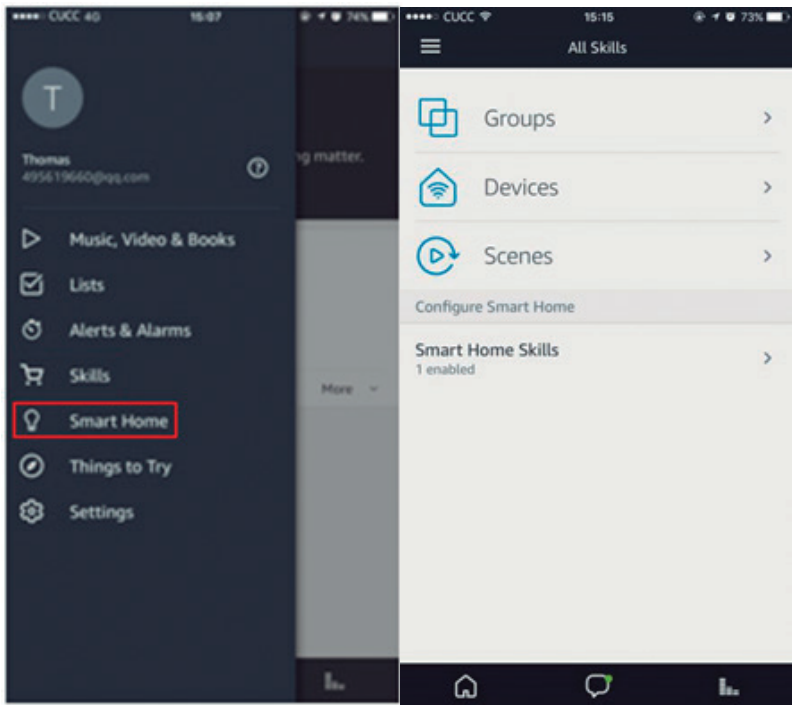 CUCC 4G 15:07 74%
T
Thomas
495619660@qq.com
ng matter.
Music, Video & Books
Lists
Alerts & Alarms
Skills
More
Smart Home
Things to Try
Settings
CUCC 15:15 73%
All Skills
Groups
Devices
Scenes
Configure Smart Home
Smart Home Skills
1 enabled